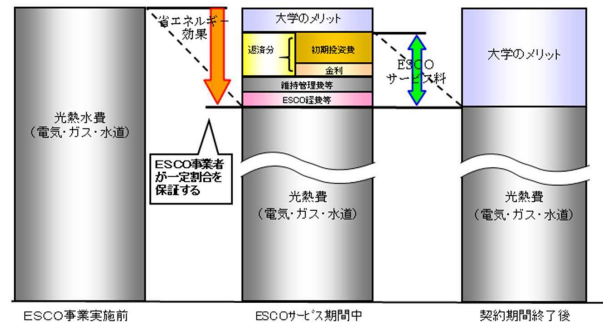 省エネルギー
効果
光熱水費
(電気・ガス・水道)
ESCO事業者
が一定割合を
保証する
ESCO事業実施前
大学のメリット
返済分
初期投資費
金利
維持管理費等
ESCO経費等
光熱費
(電気・ガス・水道)
ESCOサービス期間中
ESCO
サービス料
大学のメリット
光熱費
(電気・ガス・水道)
契約期間終了後